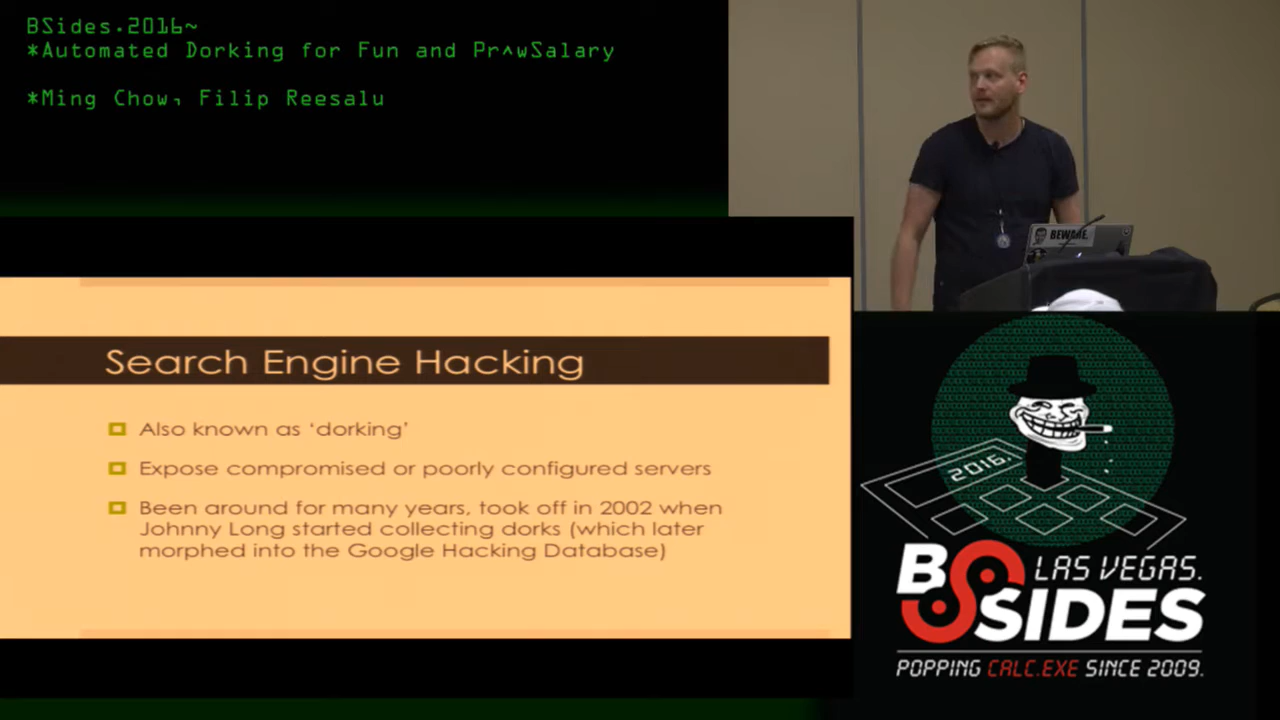 BSides.2016~
*Automated Dorking for Fun and Pr^wSalary
*Ming Chow, Filip Reesalu
BEWARE.
Search Engine Hacking
Also known as ‘dorking’
Expose compromised or poorly configured servers
Been around for many years, took off in 2002 when
Johnny Long started collecting dorks (which later
morphed into the Google Hacking Database)
2016.
BSIDES
LAS VEGAS.
POPPING CALC.EXE SINCE 2009.